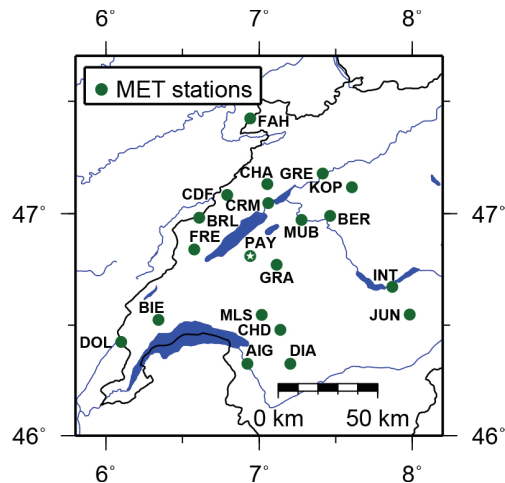 6° 7° 8°
MET stations
FAH
CHA GRE
KOP
CDF
CRM
47° 47°
BRL BER
MUB
FRE PAY
GRA
INT
MLS JUN
BIE
CHD
DOL
AIG DIA
0 km 50 km
46° 46°
6° 7° 8°